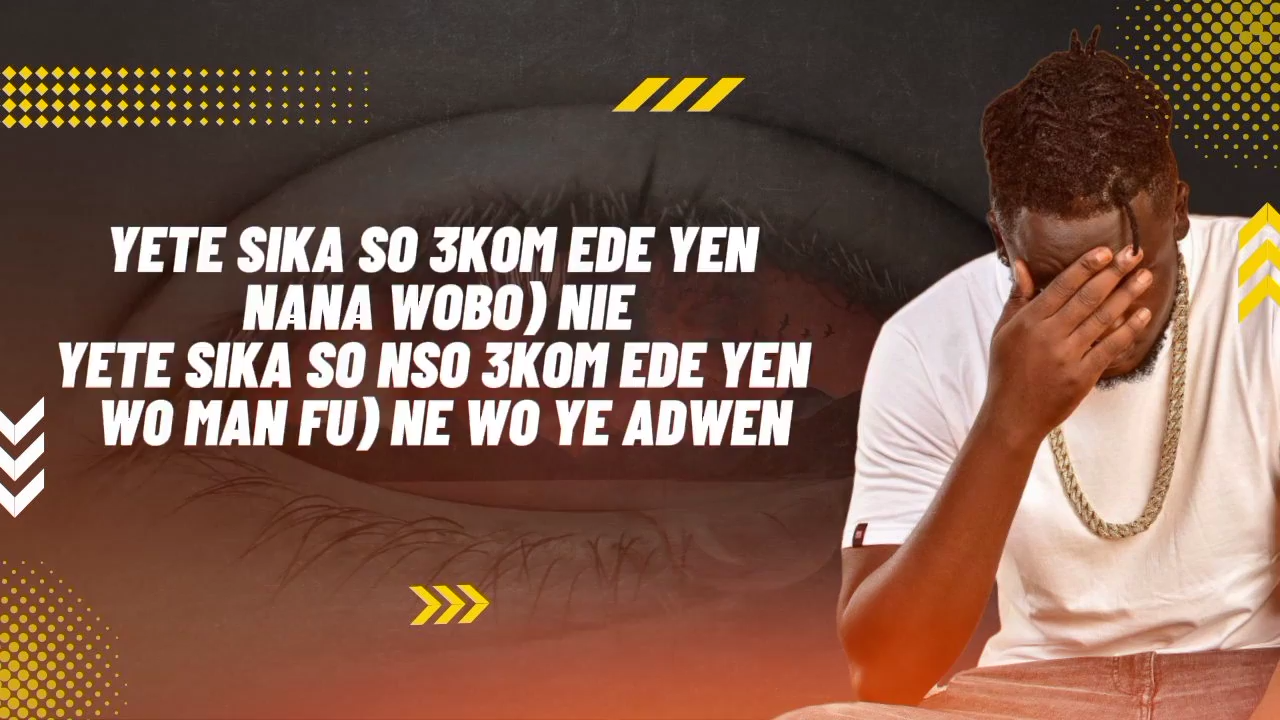 YETE SIKA SO 3KOM EDE YEN
NANA WOBO) NIE
YETE SIKA SO NSO 3KOM EDE YEN
WO MAN FU) NE WO YE ADWEN